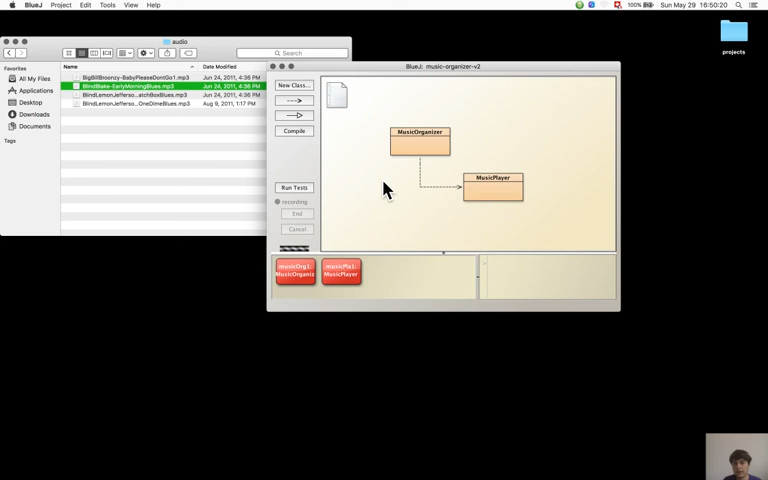 BlueJ Project Edit Tools View Help
100% Sun May 29 16:50:20
audio
Search
Favorites
All My Files
Applications
Desktop
Downloads
Documents
Tags
Name Date Modified
BigBillBroonzy-BabyPleaseDontGo1.mp3 Jun 24, 2011, 4:36 PM
BlindBlake-EarlyMorningBlues.mp3 Jun 24, 2011, 4:36 PM
BlindLemonJefferso...atchBoxBlues.mp3 Jun 24, 2011, 4:36 PM
BlindLemonJefferso...OneDimeBlues.mp3 Aug 9, 2011, 1:17 PM
BlueJ: music-organizer-v2
New Class...
Compile
Run Tests
recording
End
Cancel
MusicOrganizer
MusicPlayer
musicOrg1:
MusicOrganiz
musicPla1:
MusicPlayer
projects